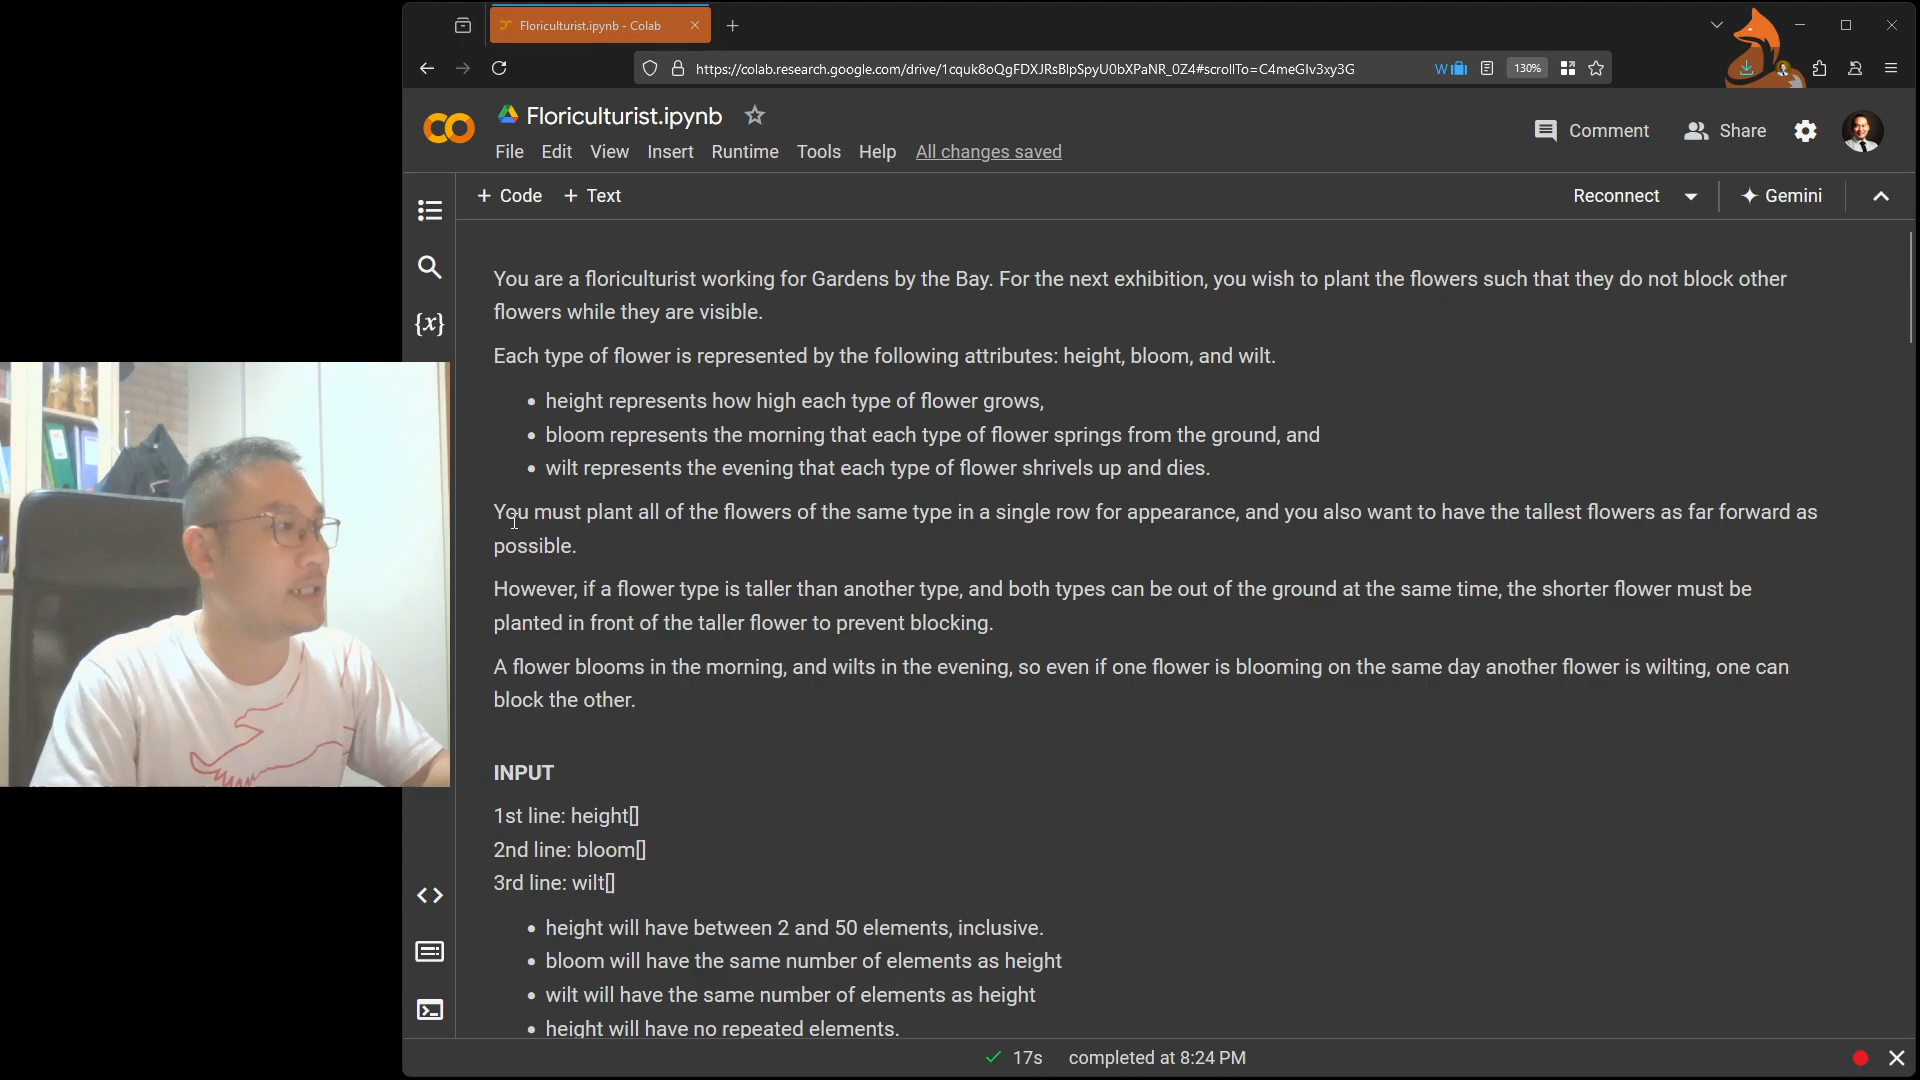 Floriculturist.ipynb - Colab
https://colab.research.google.com/drive/1cquk8oQgFDXJRsBlpSpyU0bXPaNR_0Z4#scrollTo=C4meGIv3xy3G
W
130%
CO
Floriculturist.ipynb
Comment
Share
File Edit View Insert Runtime Tools Help All changes saved
+ Code + Text
Reconnect
Gemini
{x}
You are a floriculturist working for Gardens by the Bay. For the next exhibition, you wish to plant the flowers such that they do not block other
flowers while they are visible.
Each type of flower is represented by the following attributes: height, bloom, and wilt.
• height represents how high each type of flower grows,
• bloom represents the morning that each type of flower springs from the ground, and
• wilt represents the evening that each type of flower shrivels up and dies.
You must plant all of the flowers of the same type in a single row for appearance, and you also want to have the tallest flowers as far forward as
possible.
However, if a flower type is taller than another type, and both types can be out of the ground at the same time, the shorter flower must be
planted in front of the taller flower to prevent blocking.
A flower blooms in the morning, and wilts in the evening, so even if one flower is blooming on the same day another flower is wilting, one can
block the other.
INPUT
1st line: height[]
2nd line: bloom[]
3rd line: wilt[]
• height will have between 2 and 50 elements, inclusive.
• bloom will have the same number of elements as height
• wilt will have the same number of elements as height
• height will have no repeated elements.
17s completed at 8:24 PM